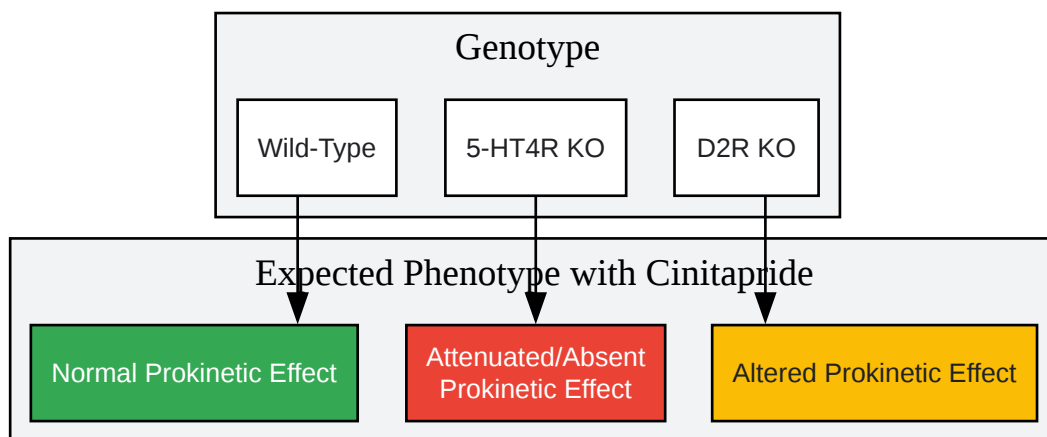 Genotype
Wild-Type
5-HT4R KO
D2R KO
Expected Phenotype with Cinitapride
Normal Prokinetic Effect
Attenuated/Absent
Prokinetic Effect
Altered Prokinetic Effect